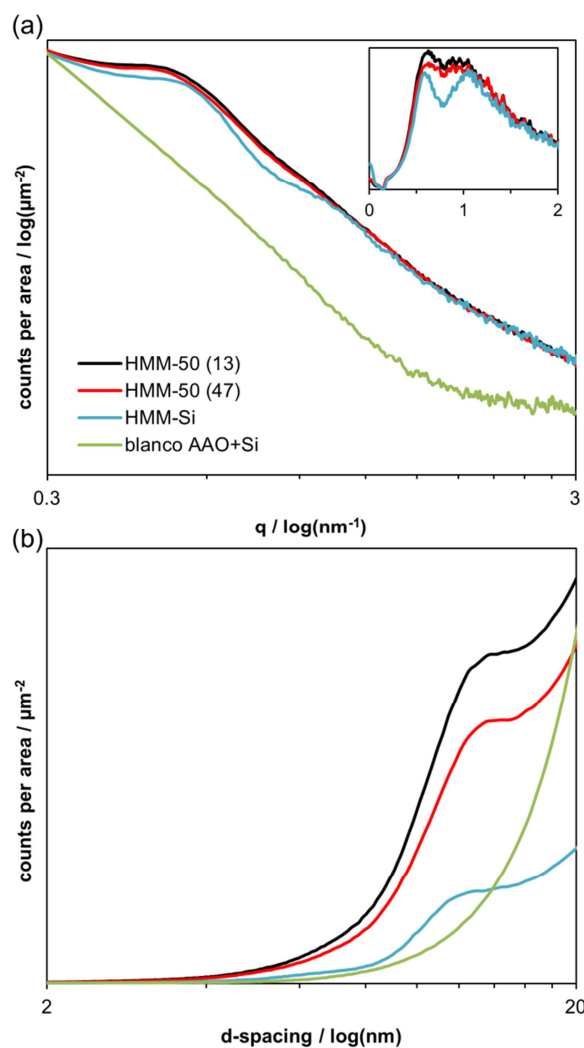 (a)
counts per area / log(µm-2)
0 1 2
HMM-50 (13)
HMM-50 (47)
HMM-Si
blanco AAO+Si
0.3 3
q / log(nm-1)
(b)
counts per area / µm-2
2 20
d-spacing / log(nm)